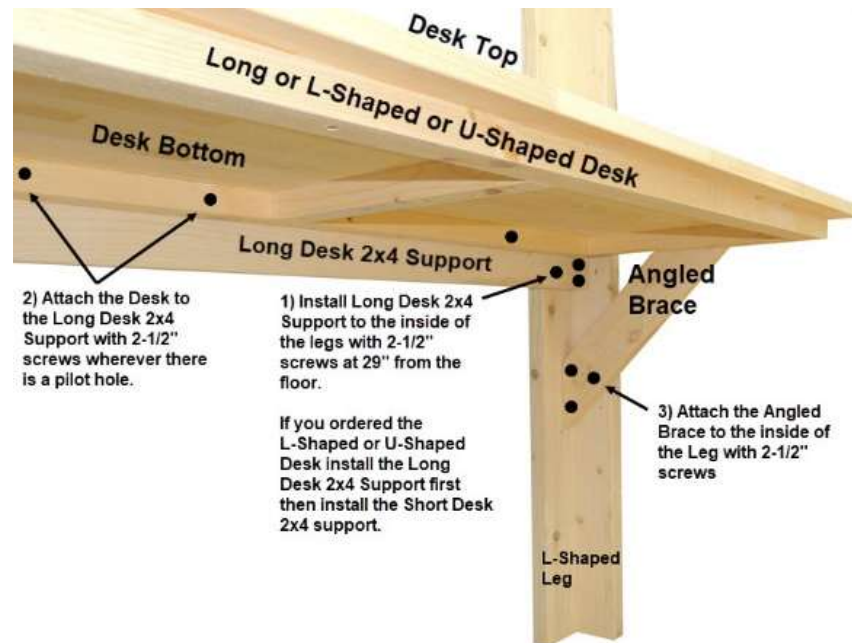 Desk Top
Long or L-Shaped or U-Shaped Desk
Desk Bottom
Long Desk 2x4 Support
Angled
Brace
2) Attach the Desk to
the Long Desk 2x4
Support with 2-1/2"
screws wherever there
is a pilot hole.
1) Install Long Desk 2x4
Support to the inside of
the legs with 2-1/2"
screws at 29" from the
floor.
If you ordered the
L-Shaped or U-Shaped
Desk install the Long
Desk 2x4 Support first
then install the Short Desk
2x4 support.
3) Attach the Angled
Brace to the inside of
the Leg with 2-1/2"
screws
L-Shaped
Leg